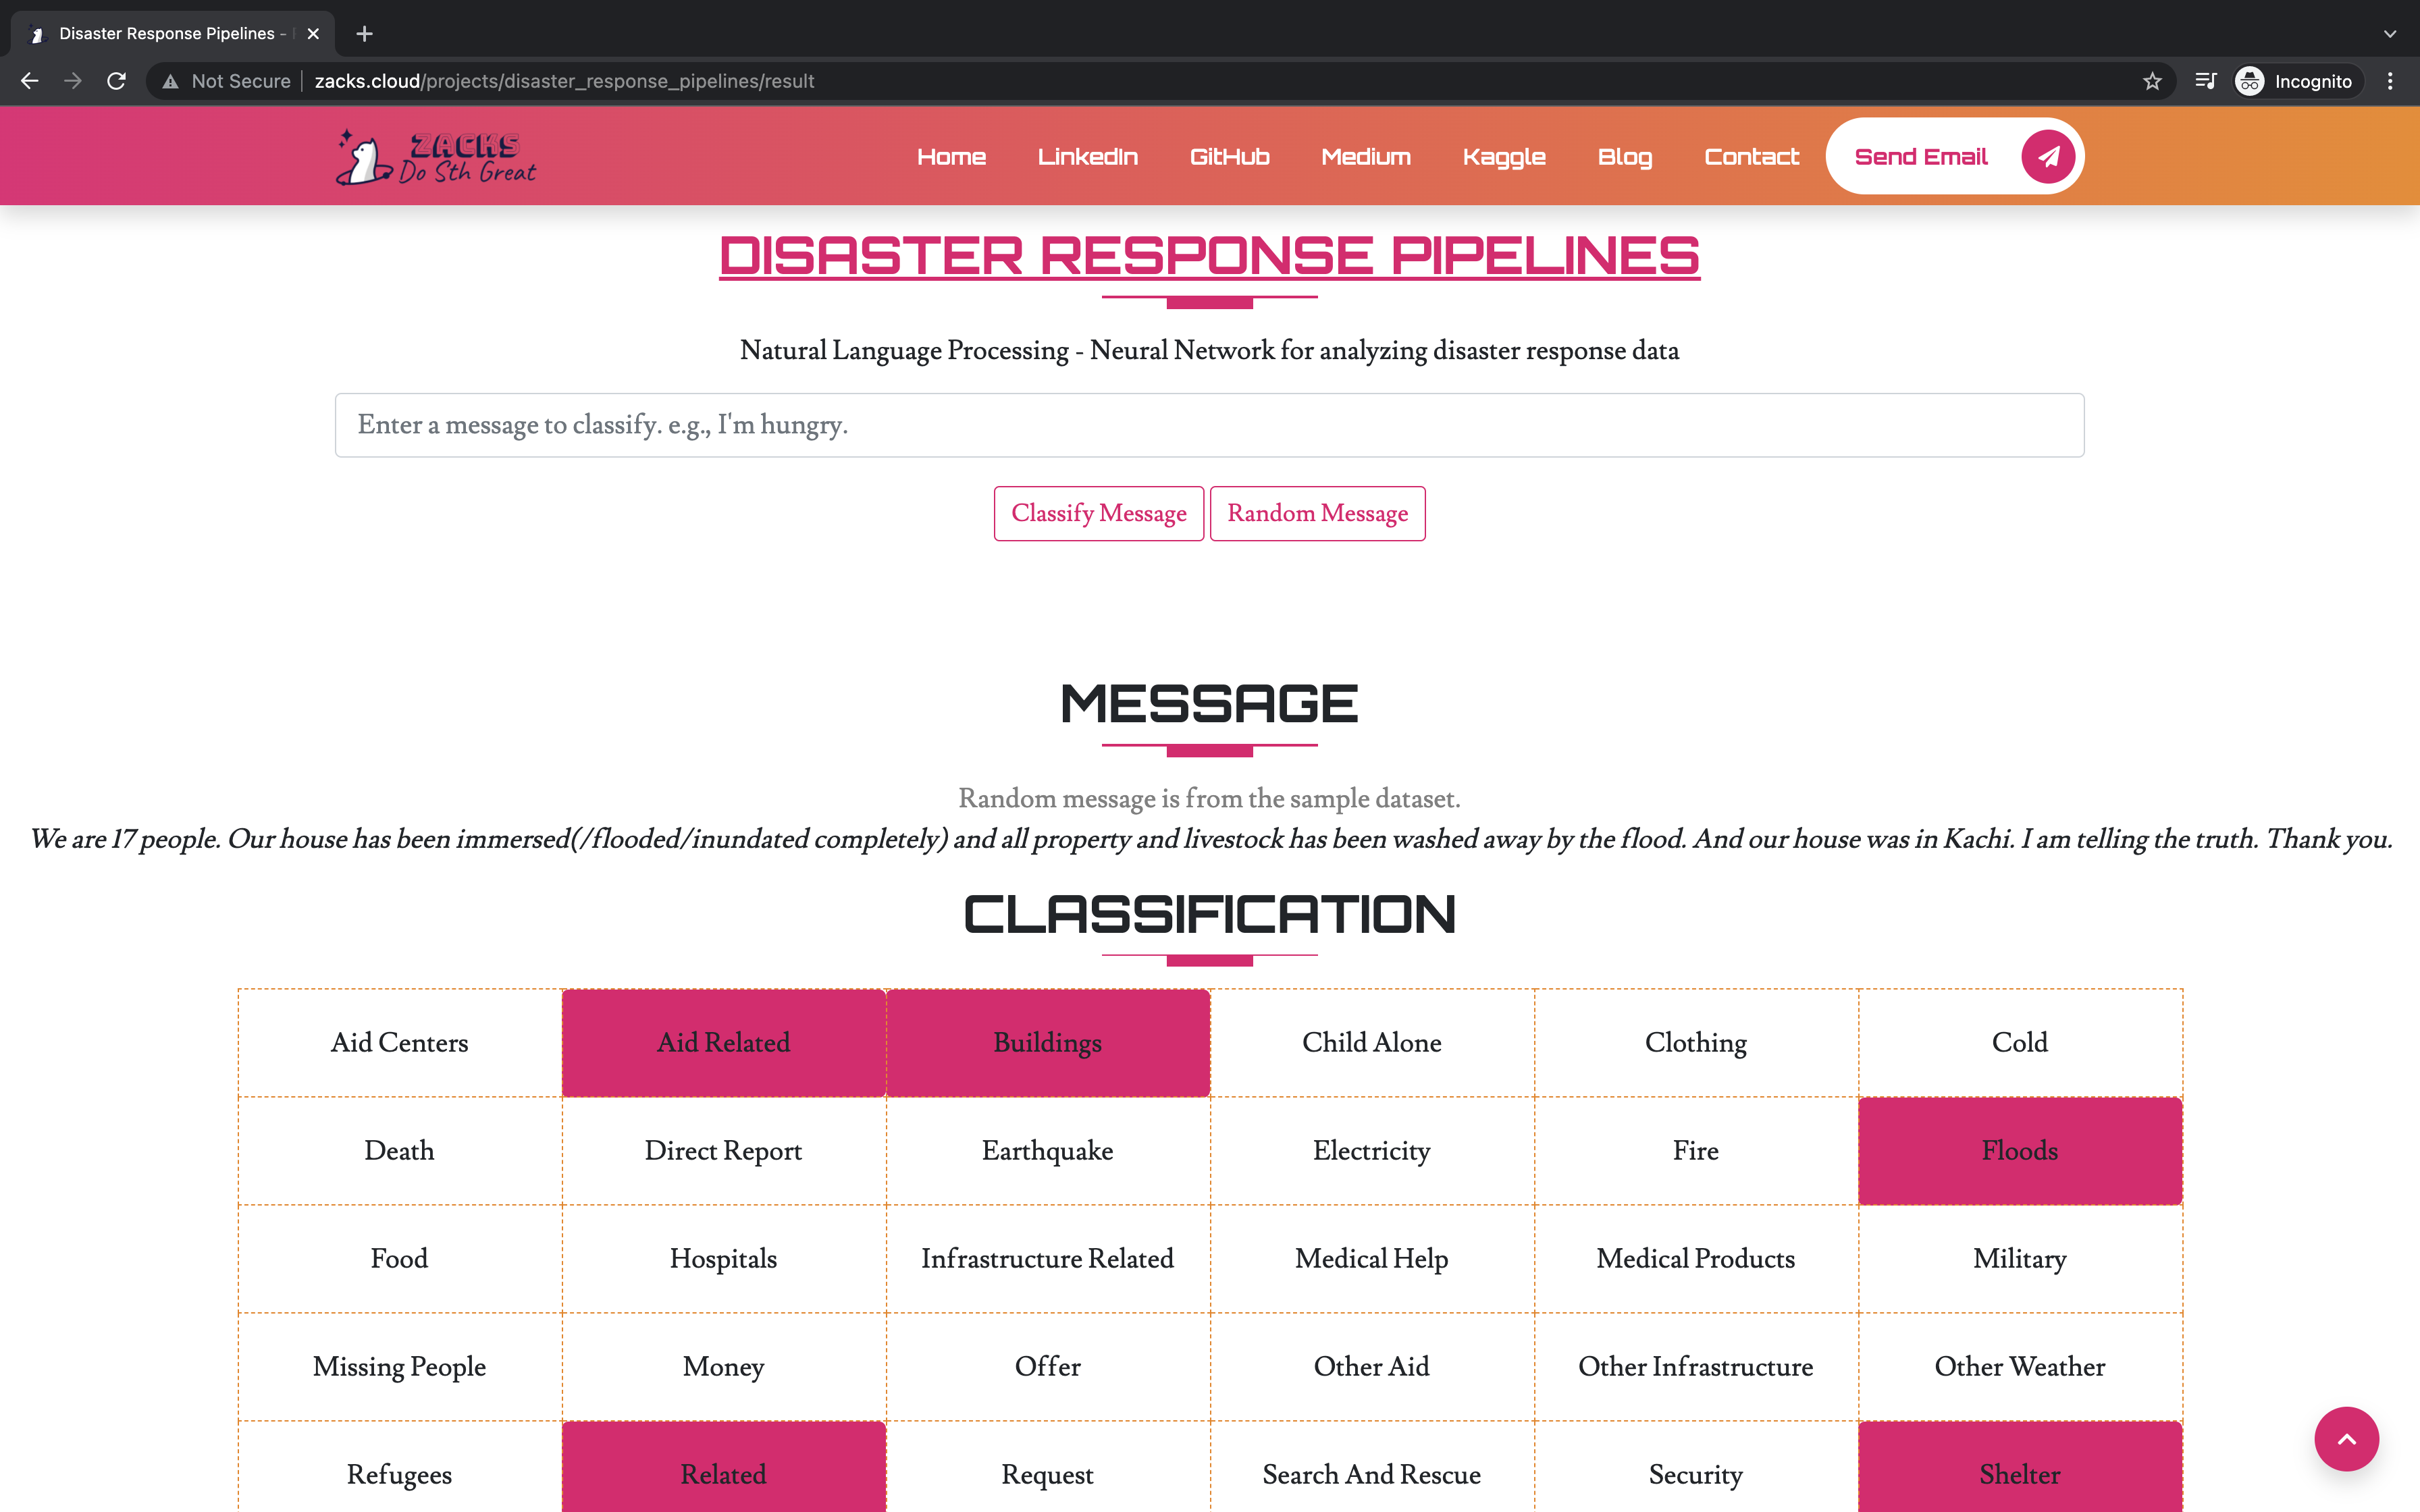 Disaster Response Pipelines -
Not Secure zacks.cloud/projects/disaster_response_pipelines/result Incognito
ZACKS
Do Sth Great
Home LinkedIn GitHub Medium Kaggle Blog Contact Send Email
DISASTER RESPONSE PIPELINES
Natural Language Processing - Neural Network for analyzing disaster response data
Enter a message to classify. e.g., I'm hungry.
Classify Message Random Message
MESSAGE
Random message is from the sample dataset.
We are 17 people. Our house has been immersed(/flooded/inundated completely) and all property and livestock has been washed away by the flood. And our house was in Kachi. I am telling the truth. Thank you.
CLASSIFICATION
Aid Centers Aid Related Buildings Child Alone Clothing Cold
Death Direct Report Earthquake Electricity Fire Floods
Food Hospitals Infrastructure Related Medical Help Medical Products Military
Missing People Money Offer Other Aid Other Infrastructure Other Weather
Refugees Related Request Search And Rescue Security Shelter